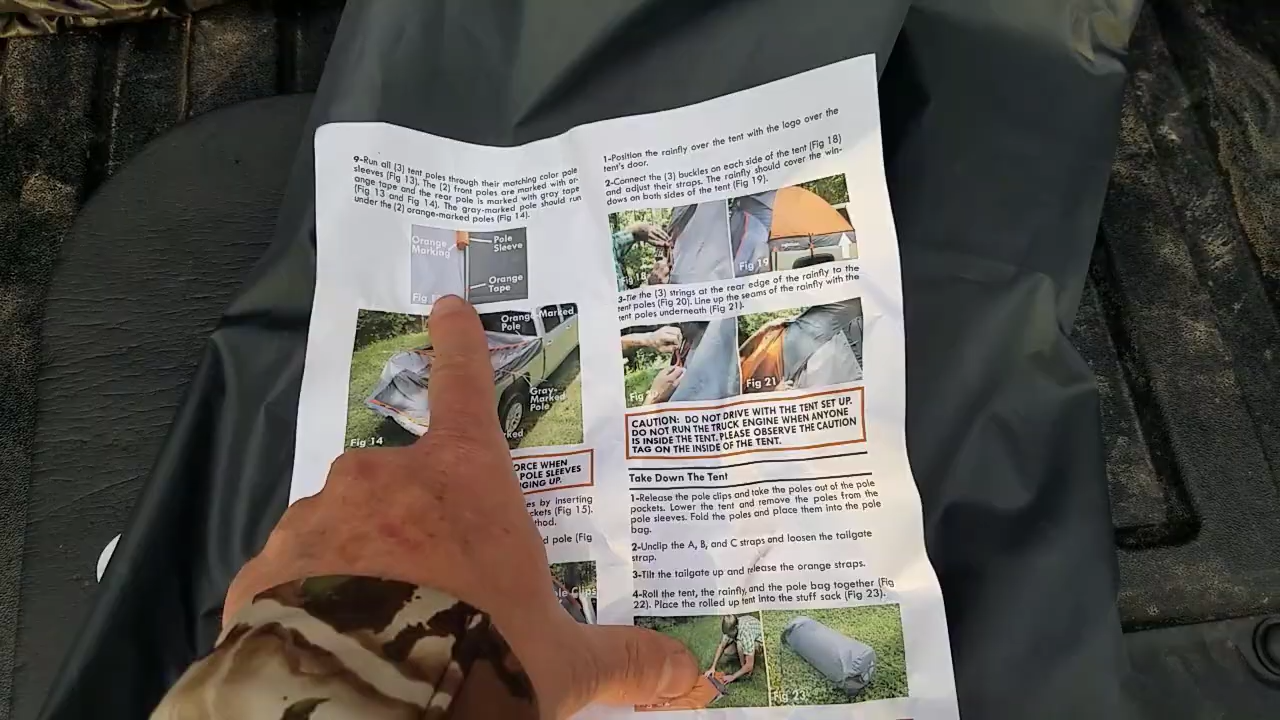 9-Run all (3) tent poles through their matching color pole
sleeves (Fig 13). The (2) front poles are marked with or-
ange tape and the rear pole is marked with gray tape
(Fig 13 and Fig 14). The gray-marked pole should run
under the (2) orange-marked poles (Fig 14).
Orange
Marking
Pole
Sleeve
Orange
Tape
Fig
Orange-Marked
Pole
Gray-
Marked
Pole
Fig 14
ORCE WHEN
POLE SLEEVES
GING UP.
es by inserting
ckets (Fig 15).
thod.
d pole (Fig
le Clips
1-Position the rainfly over the tent with the logo over the
tent's door.
2-Connect the (3) buckles on each side of the tent (Fig 18)
and adjust their straps. The rainfly should cover the win-
dows on both sides of the tent (Fig 19).
Fig 19
3-Tie the (3) strings at the rear edge of the rainfly to the
tent poles (Fig 20). Line up the seams of the rainfly with the
tent poles underneath (Fig 21).
Fig 21
CAUTION: DO NOT DRIVE WITH THE TENT SET UP.
DO NOT RUN THE TRUCK ENGINE WHEN ANYONE
IS INSIDE THE TENT. PLEASE OBSERVE THE CAUTION
TAG ON THE INSIDE OF THE TENT.
Take Down The Tent
1-Release the pole clips and take the poles out of the pole
pockets. Lower the tent and remove the poles from the
pole sleeves. Fold the poles and place them into the pole
bag.
2-Unclip the A, B, and C straps and loosen the tailgate
strap.
3-Tilt the tailgate up and release the orange straps.
4-Roll the tent, the rainfly, and the pole bag together (Fig
22). Place the rolled up tent into the stuff sack (Fig 23).
Fig 23